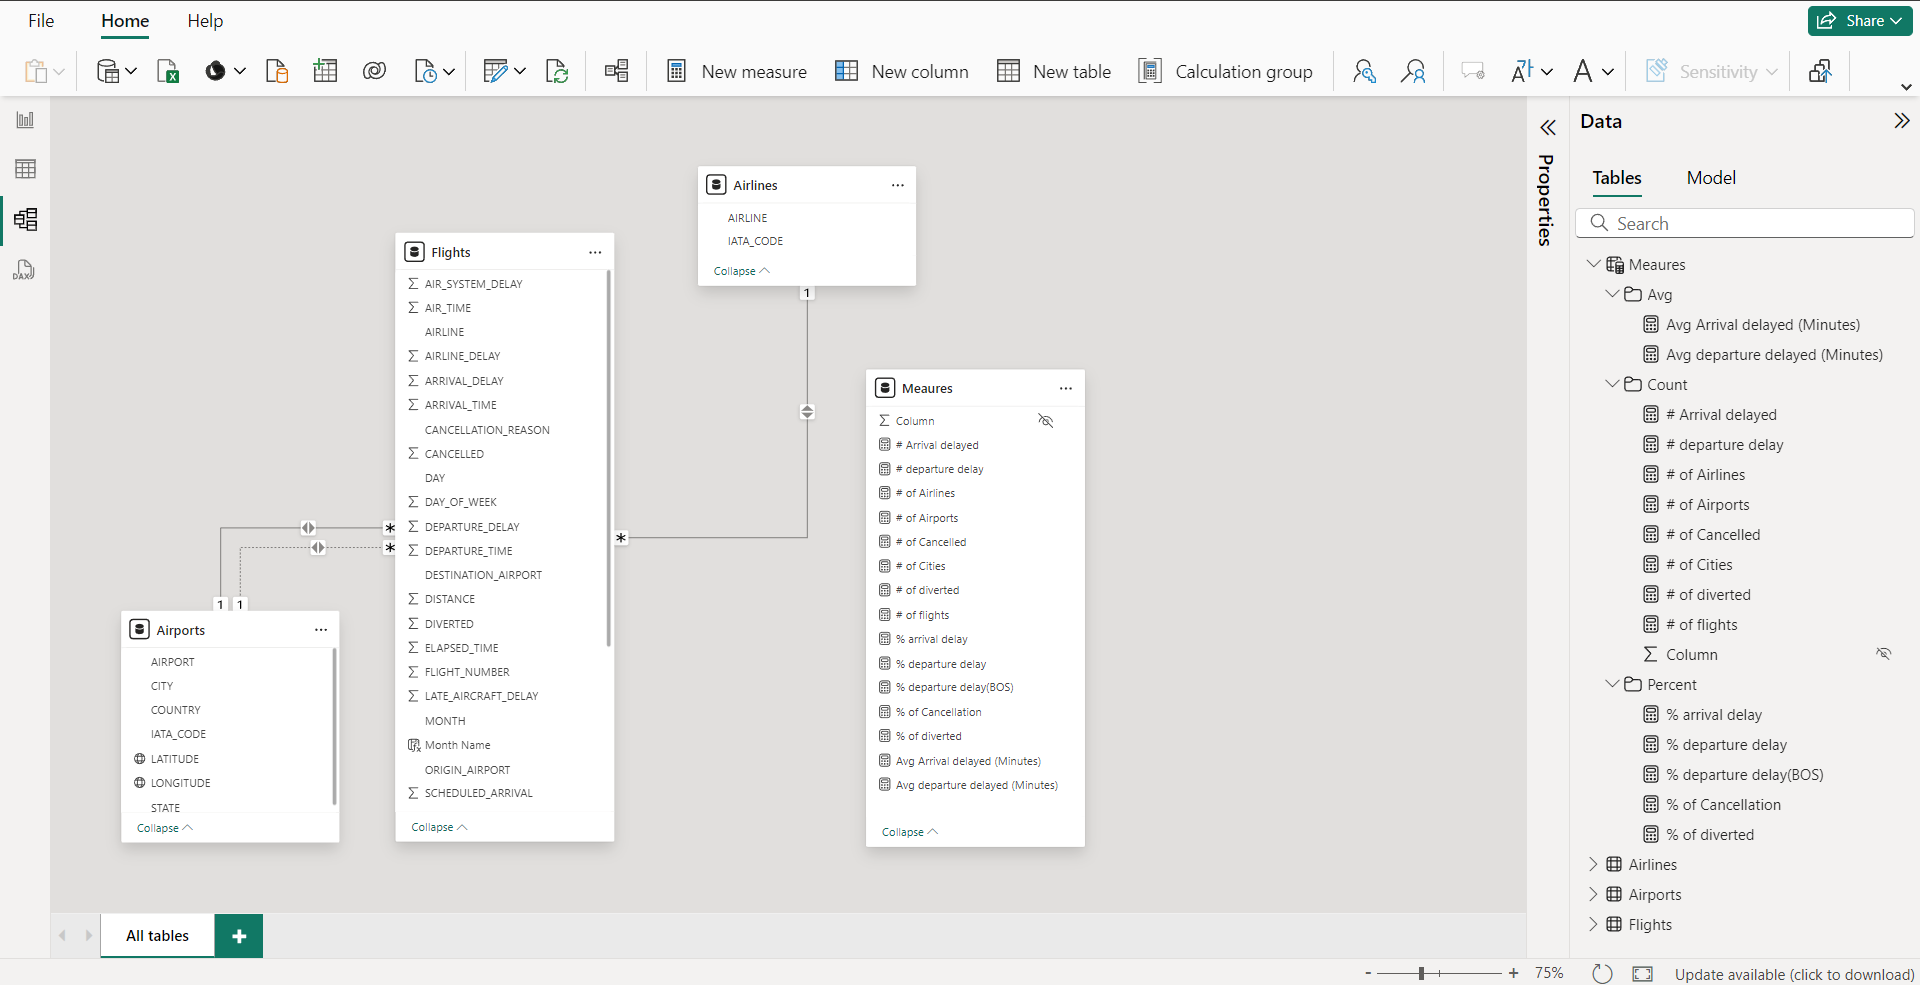 File
Home
Help
Share
New measure
New column
New table
Calculation group
Sensitivity
Airlines
AIRLINE
IATA_CODE
Collapse
1
Flights
AIR_SYSTEM_DELAY
AIR_TIME
AIRLINE
AIRLINE_DELAY
ARRIVAL_DELAY
ARRIVAL_TIME
CANCELLATION_REASON
CANCELLED
DAY
DAY_OF_WEEK
DEPARTURE_DELAY
DEPARTURE_TIME
DESTINATION_AIRPORT
DISTANCE
DIVERTED
ELAPSED_TIME
FLIGHT_NUMBER
LATE_AIRCRAFT_DELAY
MONTH
Month Name
ORIGIN_AIRPORT
SCHEDULED_ARRIVAL
Collapse
*
*
*
1 1
Airports
AIRPORT
CITY
COUNTRY
IATA_CODE
LATITUDE
LONGITUDE
STATE
Collapse
Meaures
Column
# Arrival delayed
# departure delay
# of Airlines
# of Airports
# of Cancelled
# of Cities
# of diverted
# of flights
% arrival delay
% departure delay
% departure delay(BOS)
% of Cancellation
% of diverted
Avg Arrival delayed (Minutes)
Avg departure delayed (Minutes)
Collapse
Properties
Data
Tables
Model
Search
Meaures
Avg
Avg Arrival delayed (Minutes)
Avg departure delayed (Minutes)
Count
# Arrival delayed
# departure delay
# of Airlines
# of Airports
# of Cancelled
# of Cities
# of diverted
# of flights
Column
Percent
% arrival delay
% departure delay
% departure delay(BOS)
% of Cancellation
% of diverted
Airlines
Airports
Flights
DAX
All tables
+
- + 75%
Update available (click to download)